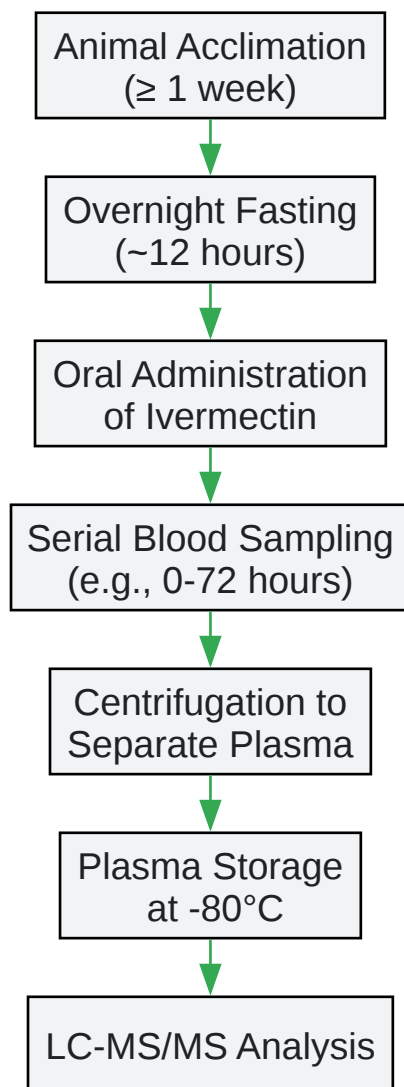 Animal Acclimation
(≥ 1 week)
Overnight Fasting
(~12 hours)
Oral Administration
of Ivermectin
Serial Blood Sampling
(e.g., 0-72 hours)
Centrifugation to
Separate Plasma
Plasma Storage
at -80°C
LC-MS/MS Analysis